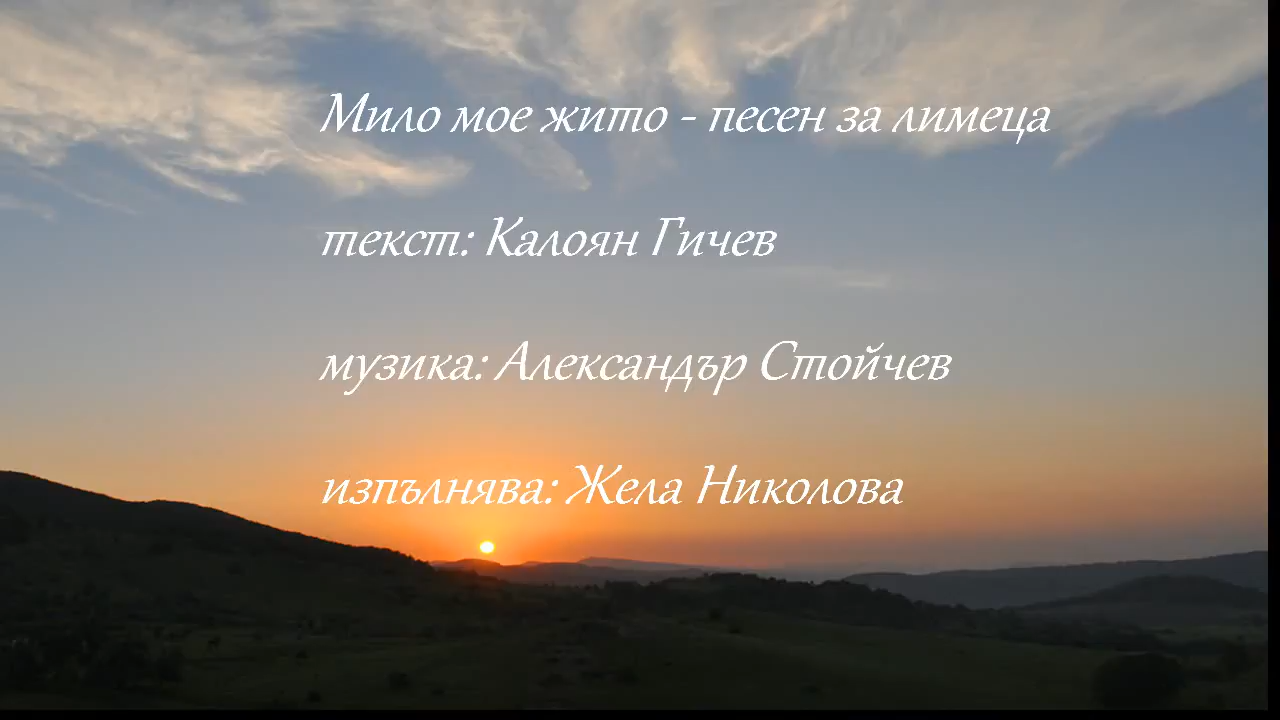 Мило мое жито - песен за лимеца
текст: Калоян Гичев
музика: Александър Стойчев
изпълнява: Жела Николова